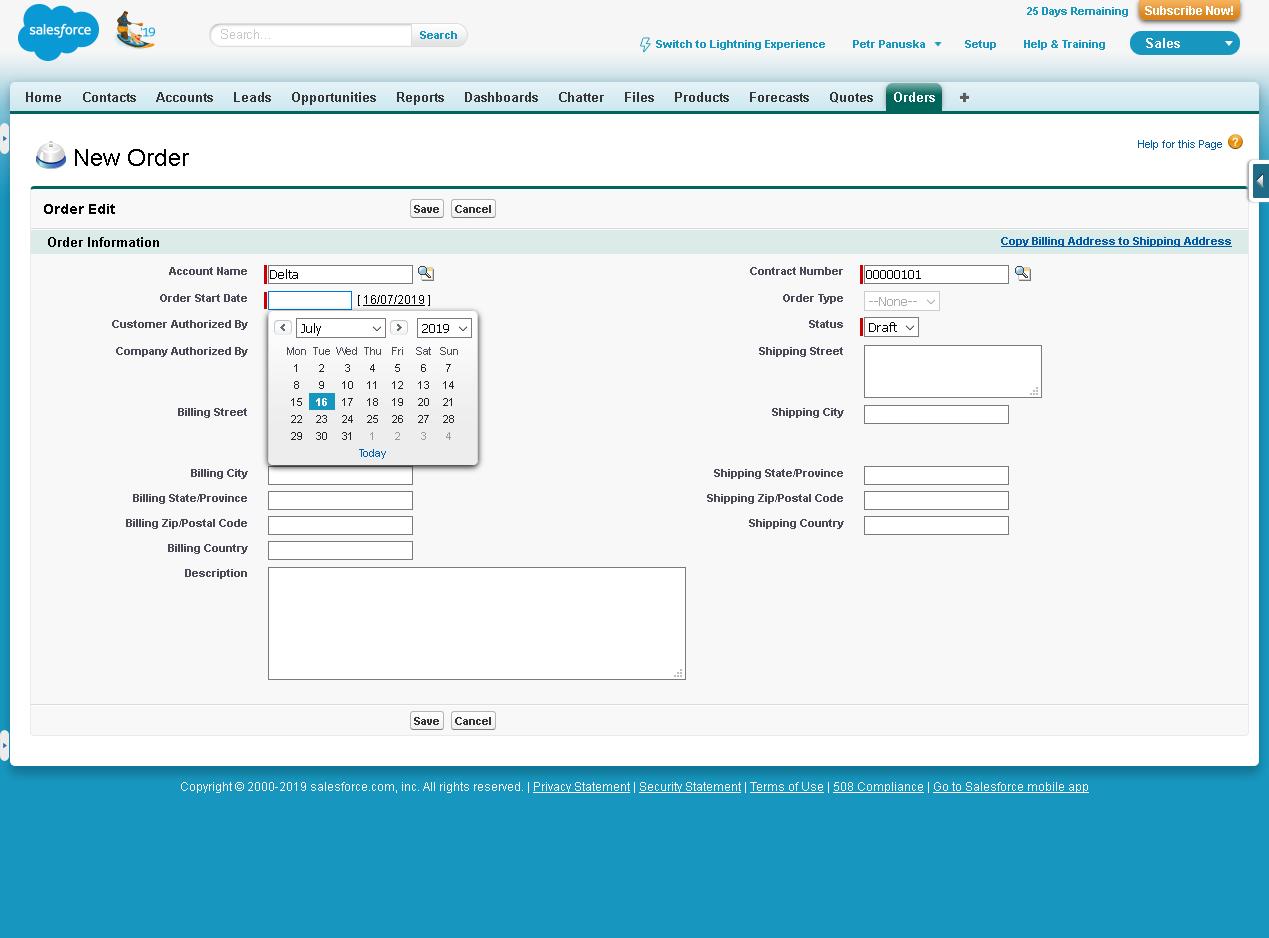 25 Days Remaining Subscribe Now!
salesforce '19 Search... Search
Switch to Lightning Experience Petr Panuska Setup Help & Training Sales
Home Contacts Accounts Leads Opportunities Reports Dashboards Chatter Files Products Forecasts Quotes Orders +
Help for this Page ?
New Order
Order Edit Save Cancel
Order Information Copy Billing Address to Shipping Address
Account Name Delta Contract Number 00000101
Order Start Date [ 16/07/2019 ] Order Type --None--
Customer Authorized By Status Draft
Company Authorized By Shipping Street
July 2019
Mon Tue Wed Thu Fri Sat Sun
1 2 3 4 5 6 7
8 9 10 11 12 13 14
15 16 17 18 19 20 21
22 23 24 25 26 27 28
29 30 31 1 2 3 4
Today
Billing Street Shipping City
Billing City Shipping State/Province
Billing State/Province Shipping Zip/Postal Code
Billing Zip/Postal Code Shipping Country
Billing Country
Description
Save Cancel
Copyright © 2000-2019 salesforce.com, inc. All rights reserved. | Privacy Statement | Security Statement | Terms of Use | 508 Compliance | Go to Salesforce mobile app